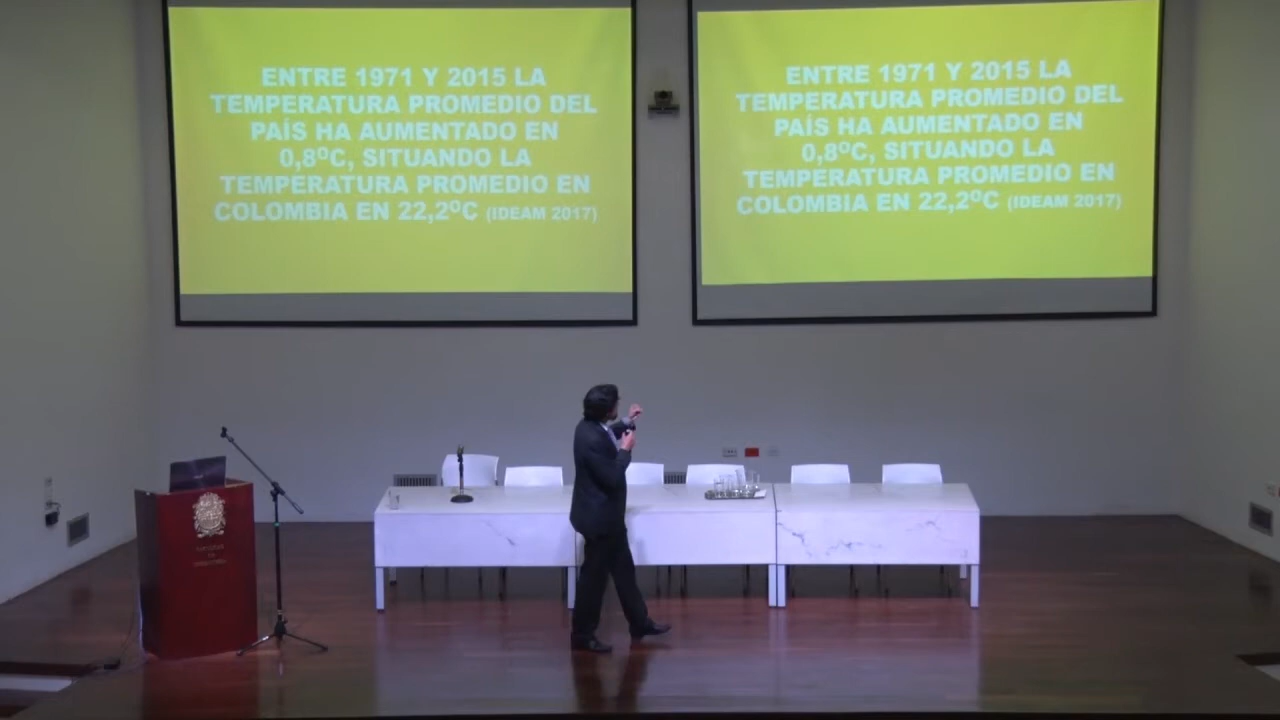 ENTRE 1971 Y 2015 LA
TEMPERATURA PROMEDIO DEL
PAÍS HA AUMENTADO EN
0,8ºC, SITUANDO LA
TEMPERATURA PROMEDIO EN
COLOMBIA EN 22,2ºC (IDEAM 2017)
ENTRE 1971 Y 2015 LA
TEMPERATURA PROMEDIO DEL
PAÍS HA AUMENTADO EN
0,8ºC, SITUANDO LA
TEMPERATURA PROMEDIO EN
COLOMBIA EN 22,2ºC (IDEAM 2017)